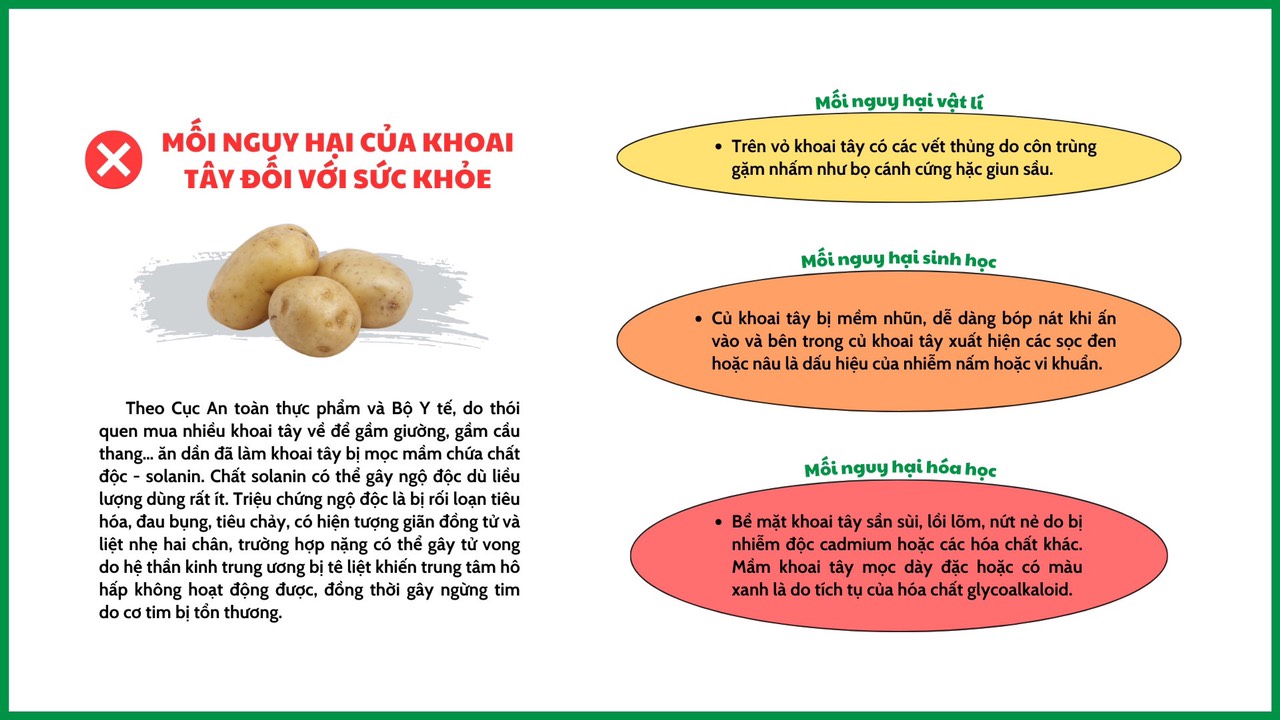 MỐI NGUY HẠI CỦA KHOAI
TÂY ĐỐI VỚI SỨC KHỎE
Theo Cục An toàn thực phẩm và Bộ Y tế, do thói
quen mua nhiều khoai tây về để gầm giường, gầm cầu
thang... ăn dần đã làm khoai tây bị mọc mầm chứa chất
độc - solanin. Chất solanin có thể gây ngộ độc dù liều
lượng dùng rất ít. Triệu chứng ngộ độc là bị rối loạn tiêu
hóa, đau bụng, tiêu chảy, có hiện tượng giãn đồng tử và
liệt nhẹ hai chân, trường hợp nặng có thể gây tử vong
do hệ thần kinh trung ương bị tê liệt khiến trung tâm hô
hấp không hoạt động được, đồng thời gây ngừng tim
do cơ tim bị tổn thương.
Mối nguy hại vật lí
• Trên vỏ khoai tây có các vết thủng do côn trùng
gặm nhấm như bọ cánh cứng hặc giun sầu.
Mối nguy hại sinh học
• Củ khoai tây bị mềm nhũn, dễ dàng bóp nát khi ấn
vào và bên trong củ khoai tây xuất hiện các sọc đen
hoặc nâu là dấu hiệu của nhiễm nấm hoặc vi khuẩn.
Mối nguy hại hóa học
• Bề mặt khoai tây sần sùi, lồi lõm, nứt nẻ do bị
nhiễm độc cadmium hoặc các hóa chất khác.
Mầm khoai tây mọc dày đặc hoặc có màu
xanh là do tích tụ của hóa chất glycoalkaloid.